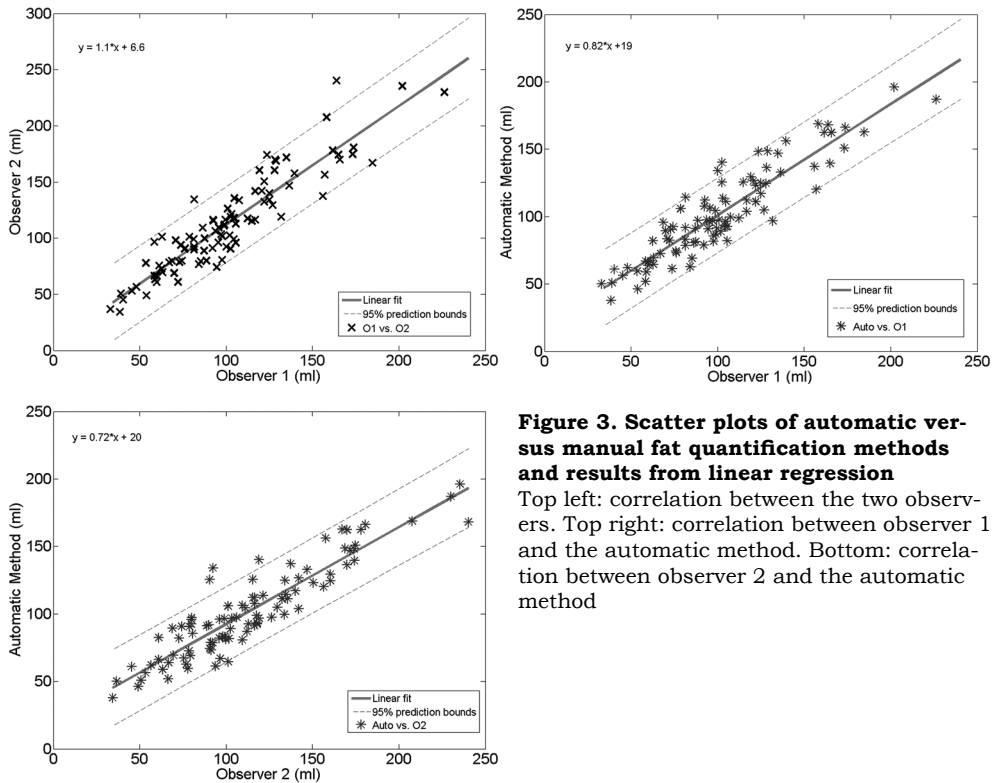 300
250
200
150
100
50
0
y = 1.1*x + 6.6
Observer 2 (ml)
Linear fit
95% prediction bounds
O1 vs. O2
0 50 100 150 200 250
Observer 1 (ml)
250
200
150
100
50
0
y = 0.82*x +19
Automatic Method (ml)
Linear fit
95% prediction bounds
Auto vs. O1
0 50 100 150 200 250
Observer 1 (ml)
250
200
150
100
50
0
y = 0.72*x + 20
Automatic Method (ml)
Linear fit
95% prediction bounds
Auto vs. O2
0 50 100 150 200 250
Observer 2 (ml)
Figure 3. Scatter plots of automatic ver-
sus manual fat quantification methods
and results from linear regression
Top left: correlation between the two observ-
ers. Top right: correlation between observer 1
and the automatic method. Bottom: correla-
tion between observer 2 and the automatic
method